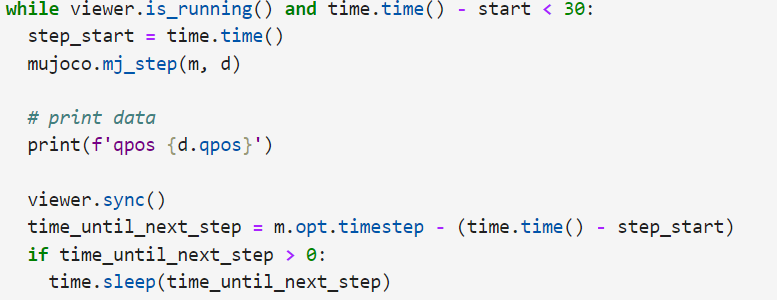 while viewer.is_running() and time.time() - start < 30:
  step_start = time.time()
  mujoco.mj_step(m, d)

  # print data
  print(f'qpos {d.qpos}')

  viewer.sync()
  time_until_next_step = m.opt.timestep - (time.time() - step_start)
  if time_until_next_step > 0:
    time.sleep(time_until_next_step)